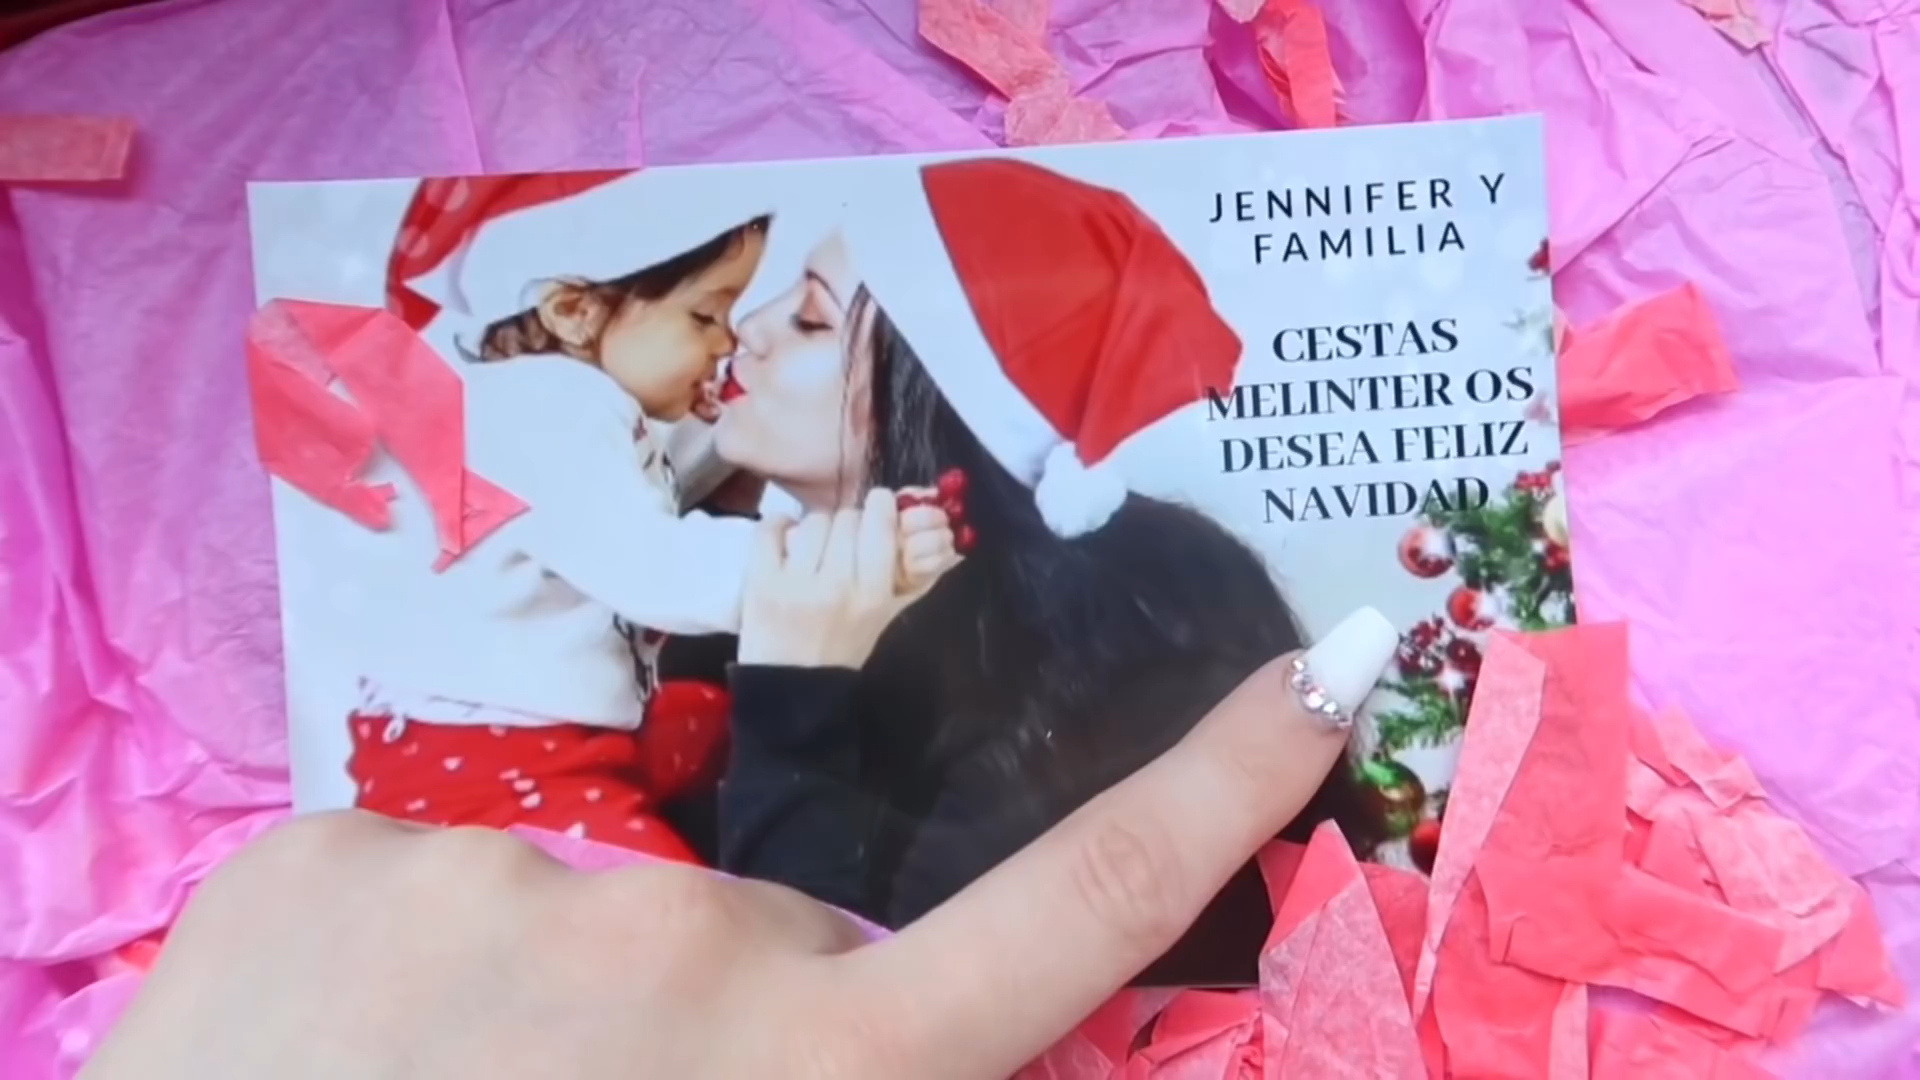 JENNIFER Y
FAMILIA
CESTAS
MELINTER OS
DESEA FELIZ
NAVIDAD